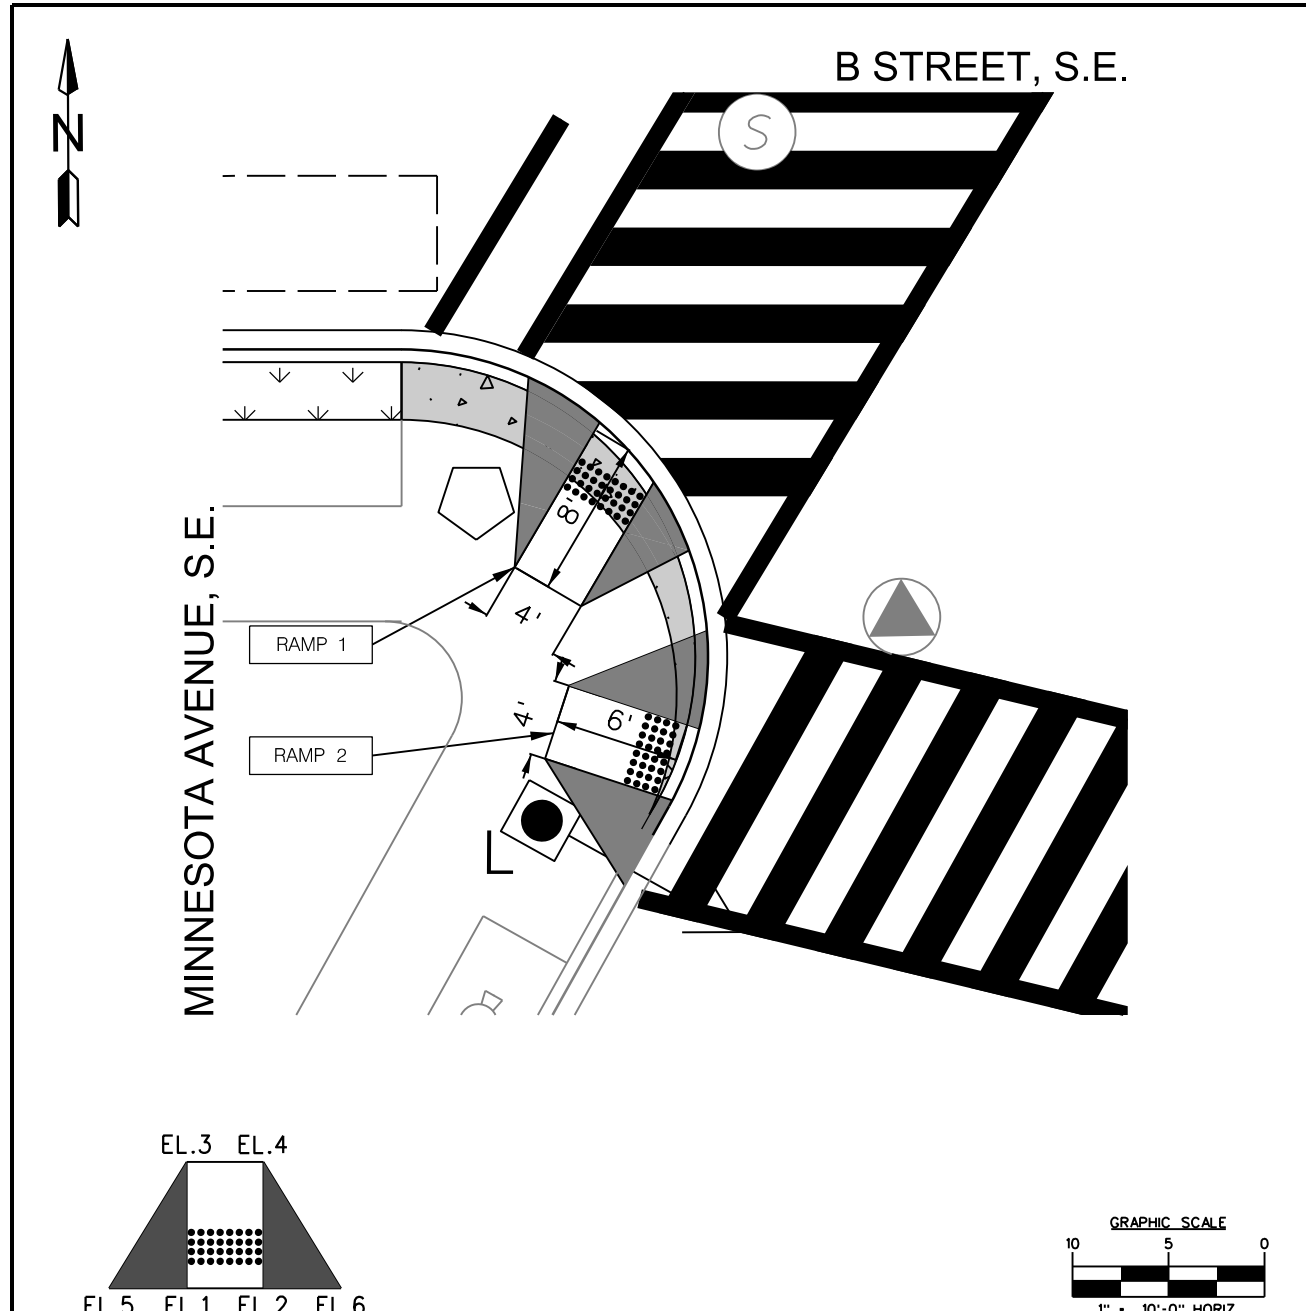 B STREET, S.E.
N
S
8'
MINNESOTA AVENUE, S.E.
4'
RAMP 1
4'
6'
RAMP 2
L
EL.3 EL.4
EL.5 EL.1 EL.2 EL.6
GRAPHIC SCALE
10 5 0
1" = 10'-0" HORIZ